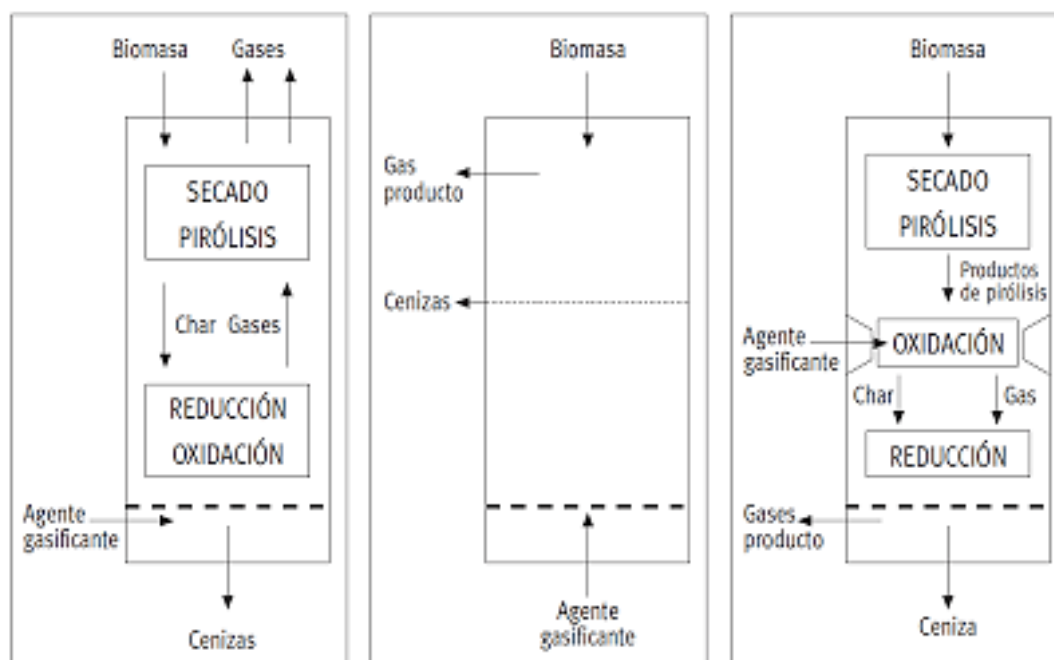 Biomasa Gases
SECADO
PIRÓLISIS
Char Gases
REDUCCIÓN
OXIDACIÓN
Agente
gasificante
Cenizas
Biomasa
Gas
producto
Cenizas
Agente
gasificante
Biomasa
SECADO
PIRÓLISIS
Productos
de pirólisis
Agente
gasificante
OXIDACIÓN
Char Gas
REDUCCIÓN
Gases
producto
Ceniza